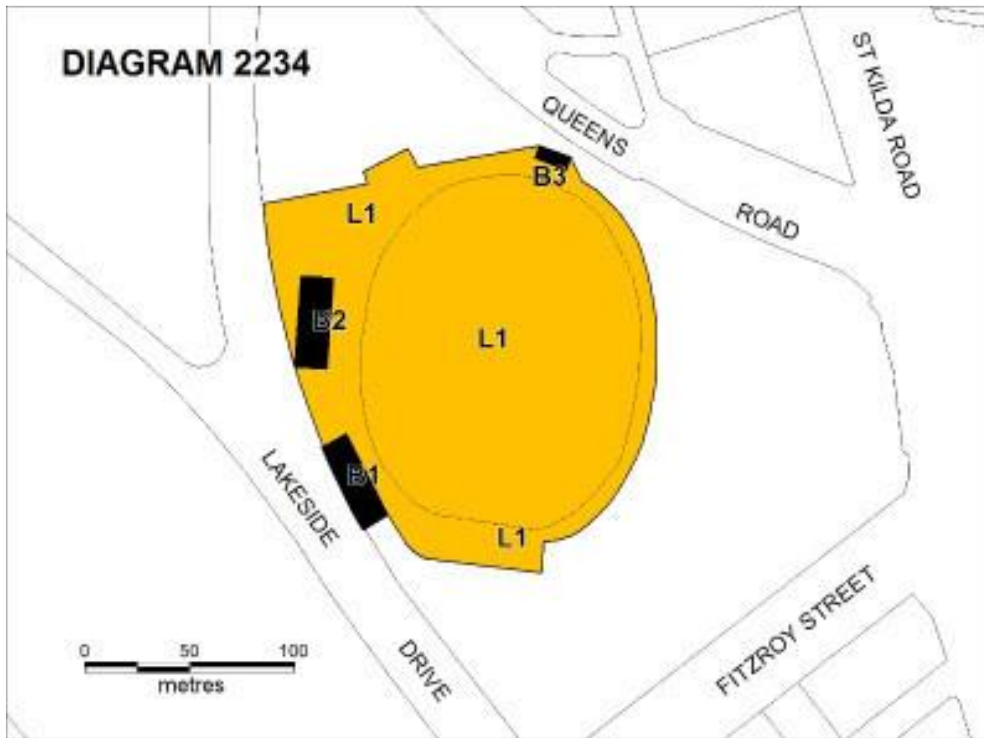 DIAGRAM 2234
ST KILDA ROAD
QUEENS
ROAD
B3
L1
B2
L1
B1
L1
LAKESIDE
DRIVE
FITZROY STREET
0 50 100
metres